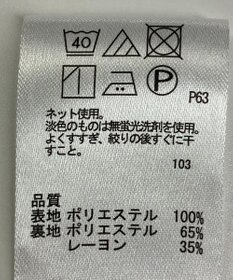 40
P
P63
ネット使用。
淡色のものは無蛍光洗剤を使用。
よくすすぎ、絞りの後すぐに干
すこと。
103
品質
表地 ポリエステル 100%
裏地 ポリエステル 65%
レーヨン 35%